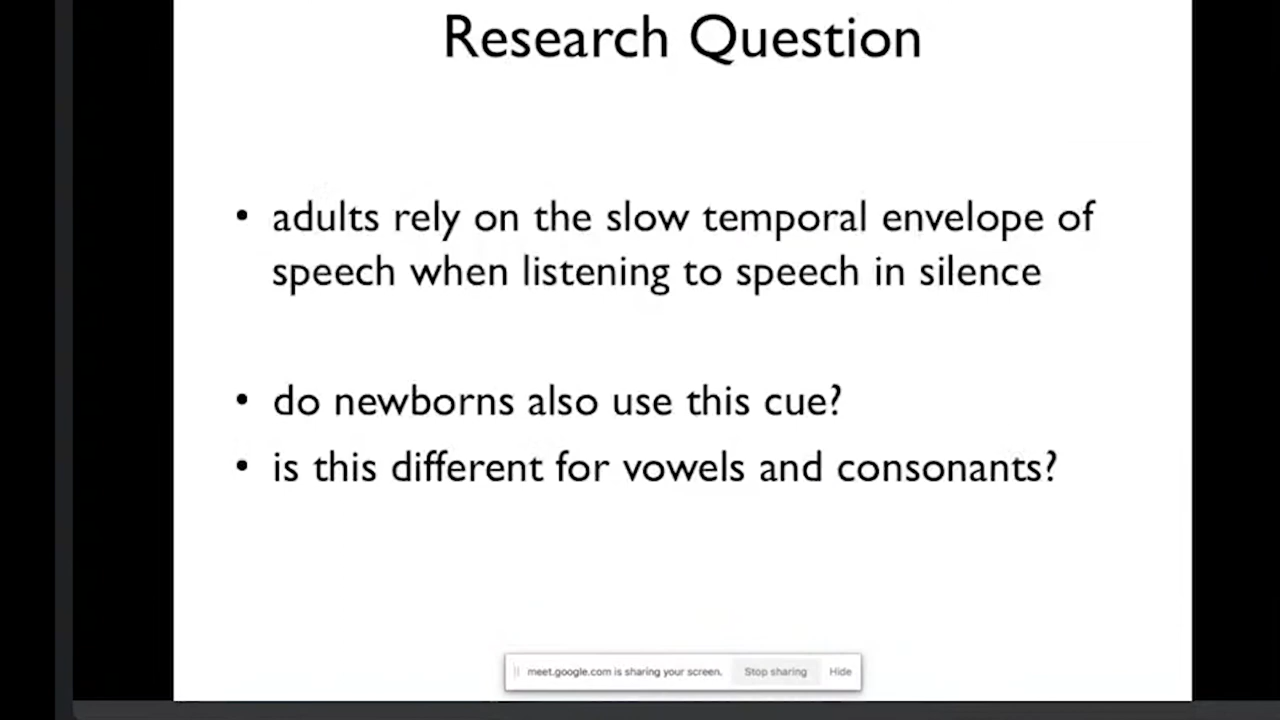 Research Question
• adults rely on the slow temporal envelope of
speech when listening to speech in silence
• do newborns also use this cue?
• is this different for vowels and consonants?
meet.google.com is sharing your screen. Stop sharing Hide